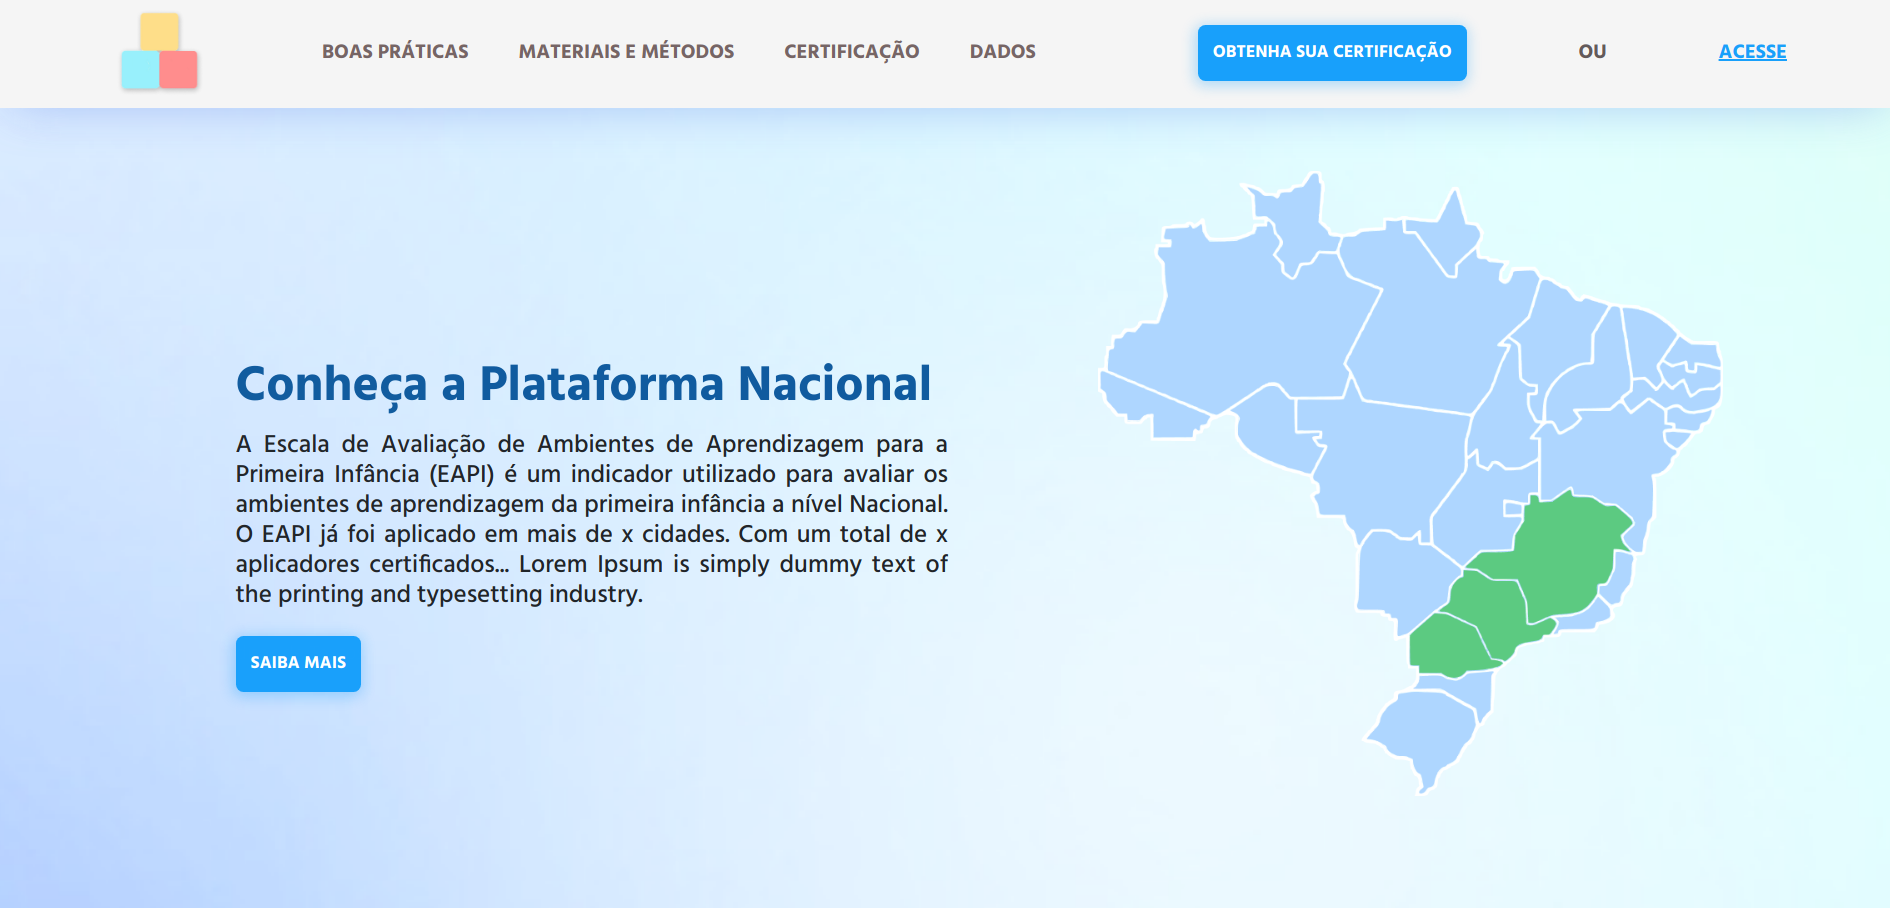 BOAS PRÁTICAS MATERIAIS E MÉTODOS CERTIFICAÇÃO DADOS OBTENHA SUA CERTIFICAÇÃO OU ACESSE
Conheça a Plataforma Nacional
A Escala de Avaliação de Ambientes de Aprendizagem para a
Primeira Infância (EAPI) é um indicador utilizado para avaliar os
ambientes de aprendizagem da primeira infância a nível Nacional.
O EAPI já foi aplicado em mais de x cidades. Com um total de x
aplicadores certificados... Lorem Ipsum is simply dummy text of
the printing and typesetting industry.
SAIBA MAIS